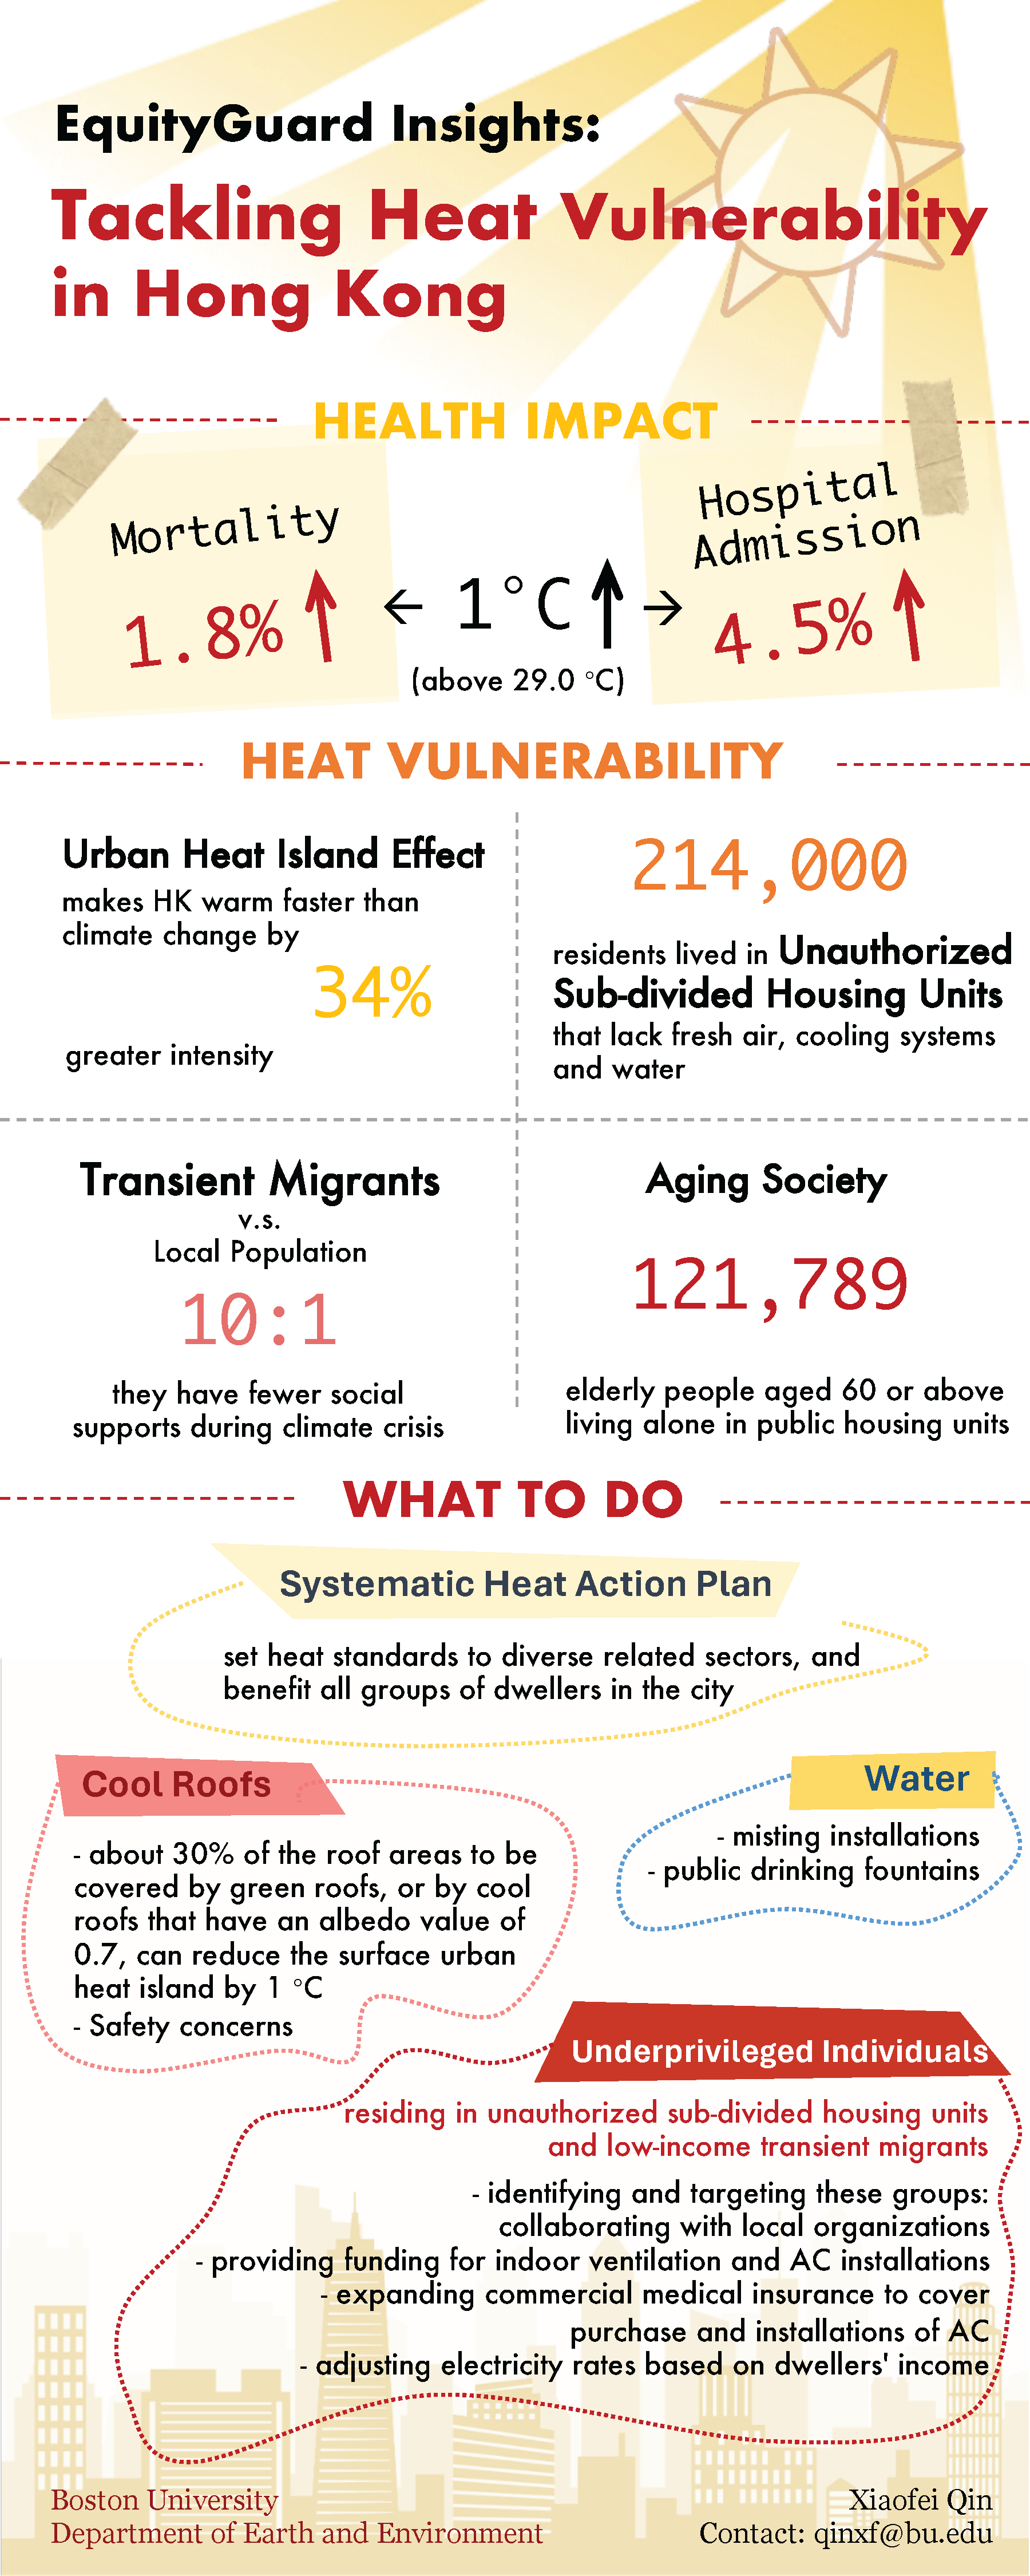 EquityGuard Insights:
Tackling Heat Vulnerability
in Hong Kong
HEALTH IMPACT
Mortality
1.8% ↑
← 1°C ↑ →
(above 29.0 °C)
Hospital
Admission
4.5% ↑
HEAT VULNERABILITY
Urban Heat Island Effect
makes HK warm faster than
climate change by
34%
greater intensity
214,000
residents lived in Unauthorized
Sub-divided Housing Units
that lack fresh air, cooling systems
and water
Transient Migrants
v.s.
Local Population
10:1
they have fewer social
supports during climate crisis
Aging Society
121,789
elderly people aged 60 or above
living alone in public housing units
WHAT TO DO
Systematic Heat Action Plan
set heat standards to diverse related sectors, and
benefit all groups of dwellers in the city
Cool Roofs
- about 30% of the roof areas to be
covered by green roofs, or by cool
roofs that have an albedo value of
0.7, can reduce the surface urban
heat island by 1 °C
- Safety concerns
Water
- misting installations
- public drinking fountains
Underprivileged Individuals
residing in unauthorized sub-divided housing units
and low-income transient migrants
- identifying and targeting these groups:
collaborating with local organizations
- providing funding for indoor ventilation and AC installations
- expanding commercial medical insurance to cover
purchase and installations of AC
- adjusting electricity rates based on dwellers' income
Boston University
Department of Earth and Environment
Xiaofei Qin
Contact: qinxf@bu.edu